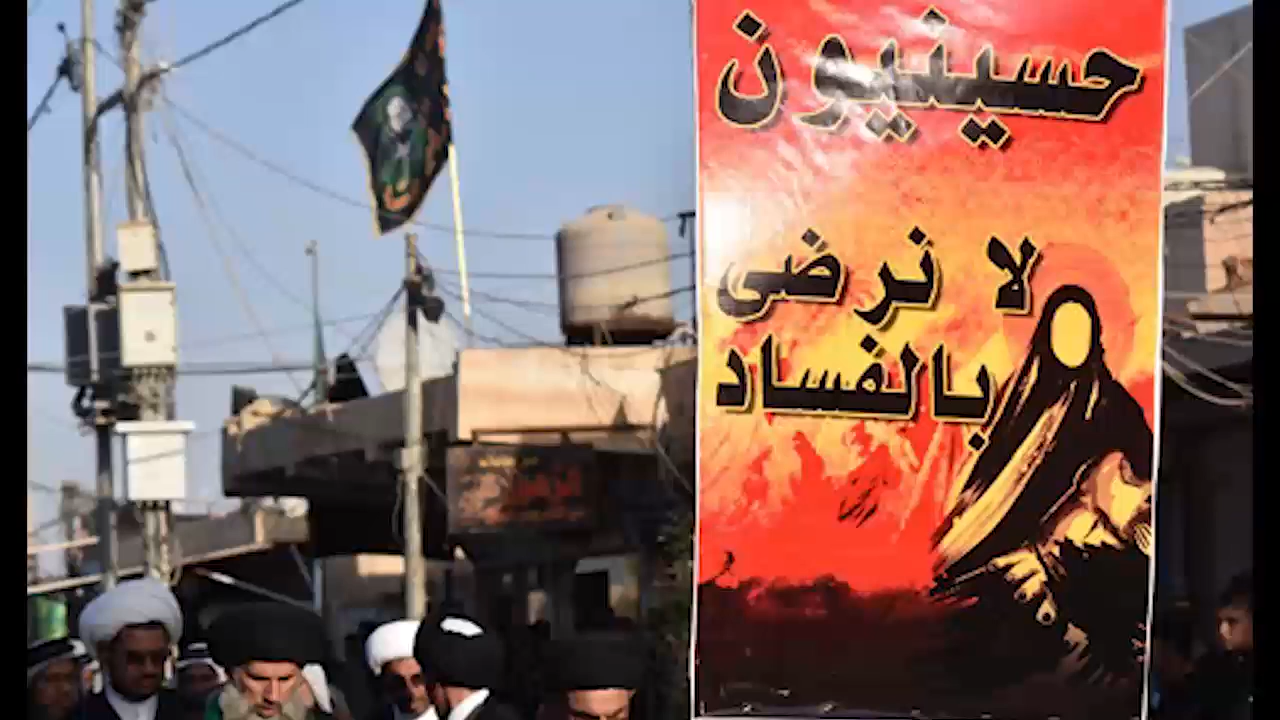 حسينيون
لا نرضى
بالفساد